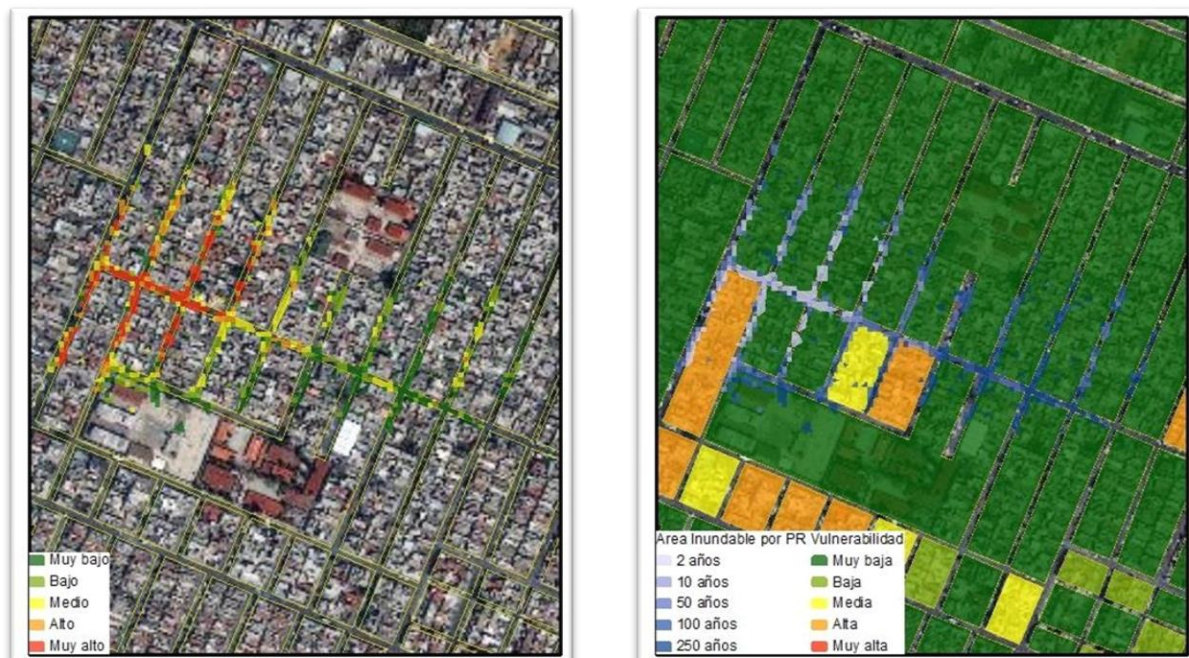 Muy bajo
Bajo
Medio
Alto
Muy alto
Area Inundable por PR Vulnerabilidad
2 años Muy baja
10 años Baja
50 años Media
100 años Alta
250 años Muy alta